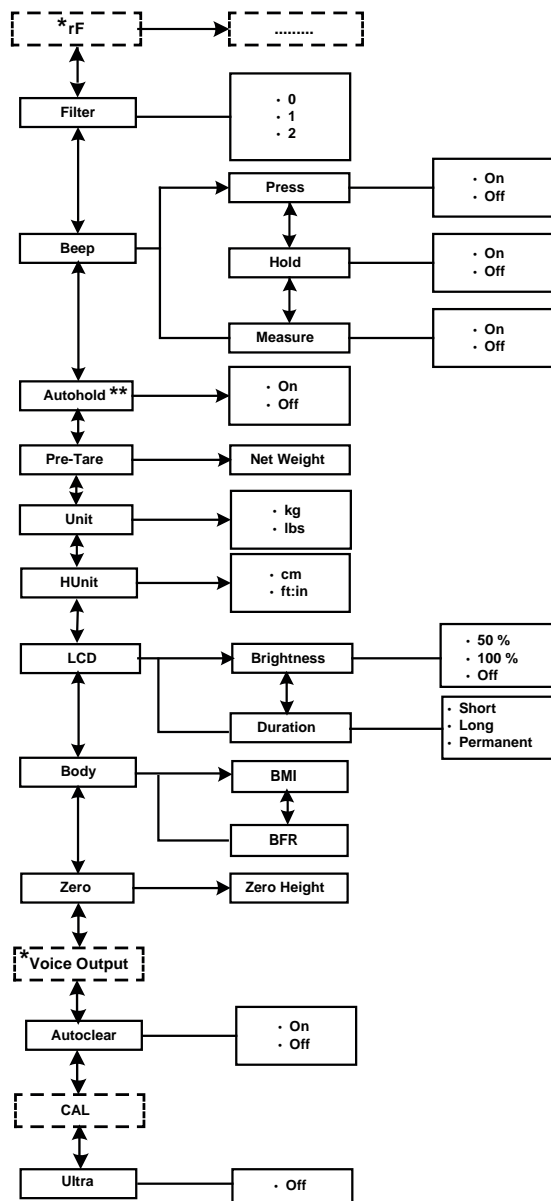 *rF
.........
Filter
· 0
· 1
· 2
Beep
Press
· On
· Off
Hold
· On
· Off
Measure
· On
· Off
Autohold **
· On
· Off
Pre-Tare
Net Weight
Unit
· kg
· lbs
HUnit
· cm
· ft:in
LCD
Brightness
· 50 %
· 100 %
· Off
Duration
· Short
· Long
· Permanent
Body
BMI
BFR
Zero
Zero Height
*Voice Output
Autoclear
· On
· Off
CAL
Ultra
· Off